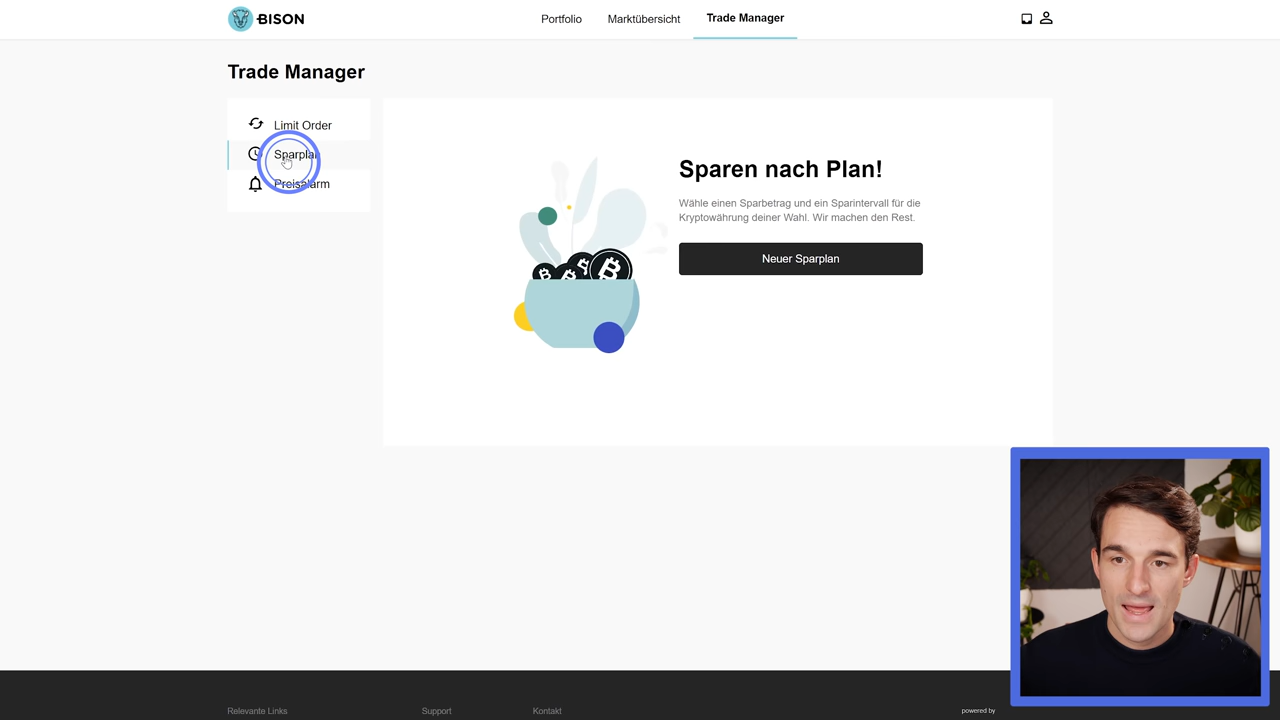 BISON
Portfolio
Marktübersicht
Trade Manager
Trade Manager
Limit Order
Sparplan
Preisalarm
Sparen nach Plan!
Wähle einen Sparbetrag und ein Sparintervall für die
Kryptowährung deiner Wahl. Wir machen den Rest.
Neuer Sparplan
Relevante Links
Support
Kontakt
powered by